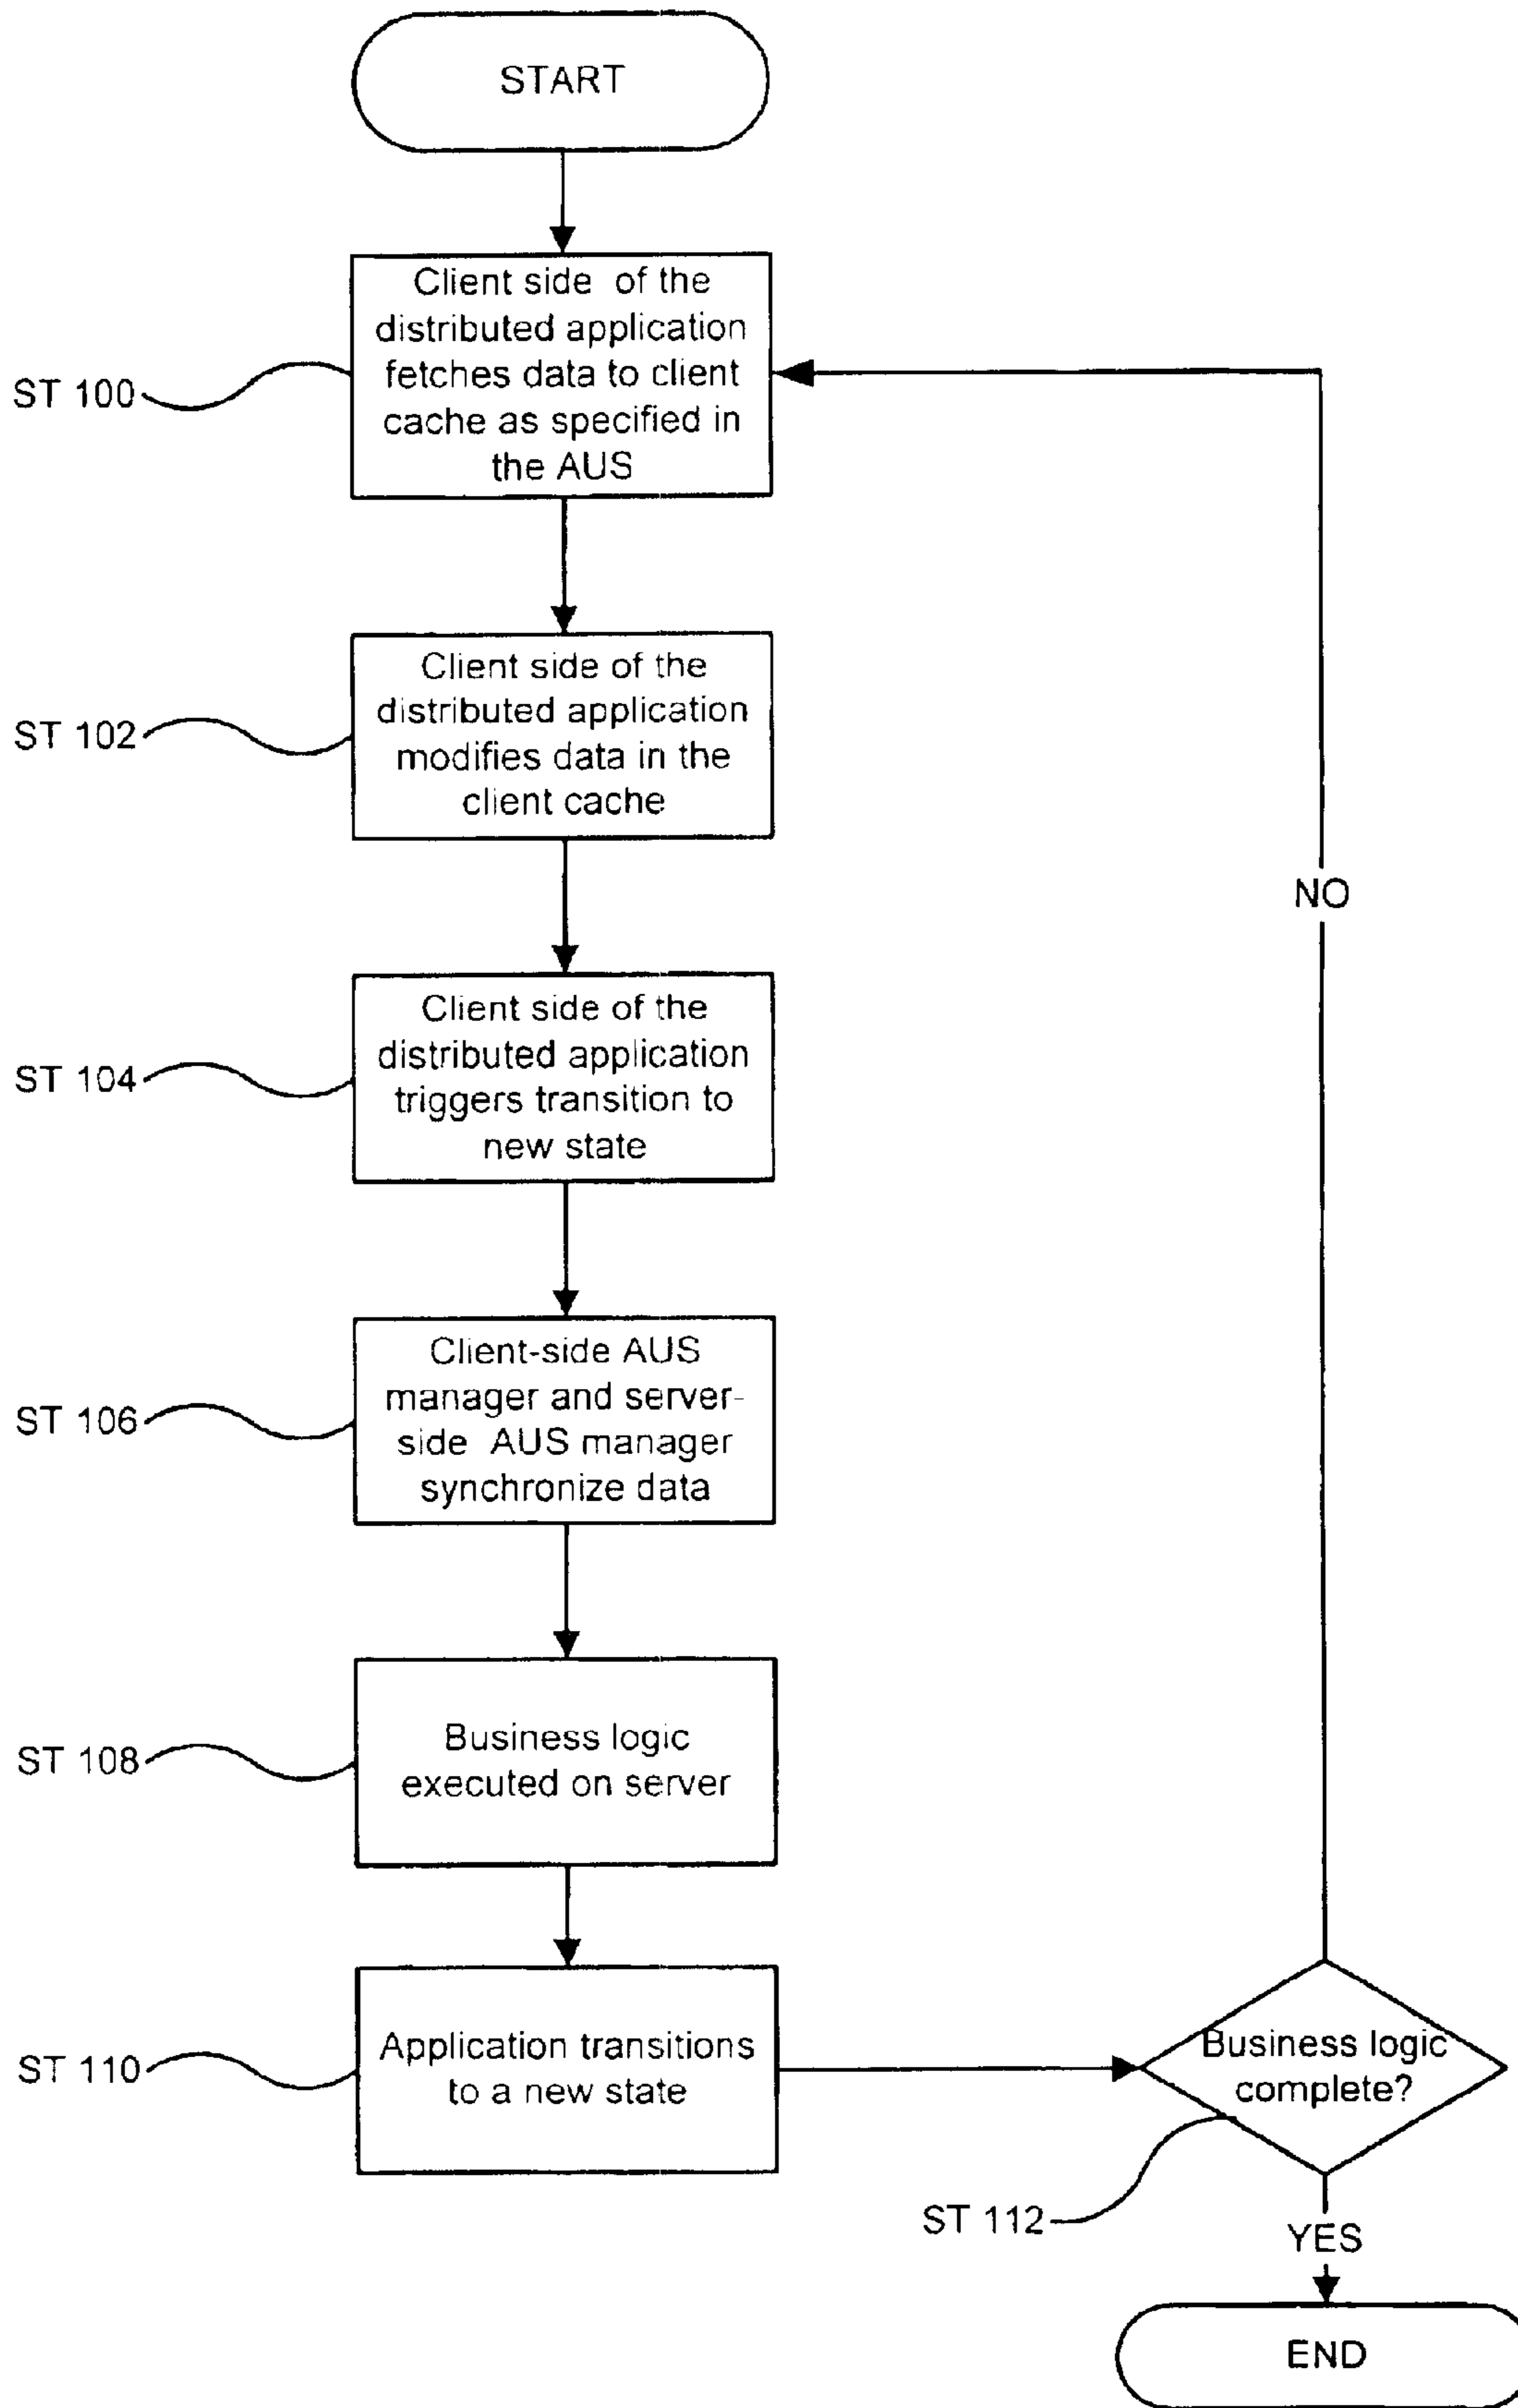 START
Client side of the
distributed application
fetches data to client
cache as specified in
the AUS
ST 100
Client side of the
distributed application
modifies data in the
client cache
ST 102
NO
Client side of the
distributed application
triggers transition to
new state
ST 104
Client-side AUS
manager and server-
side AUS manager
synchronize data
ST 106
Business logic
executed on server
ST 108
Application transitions
to a new state
ST 110
Business logic
complete?
ST 112
YES
END